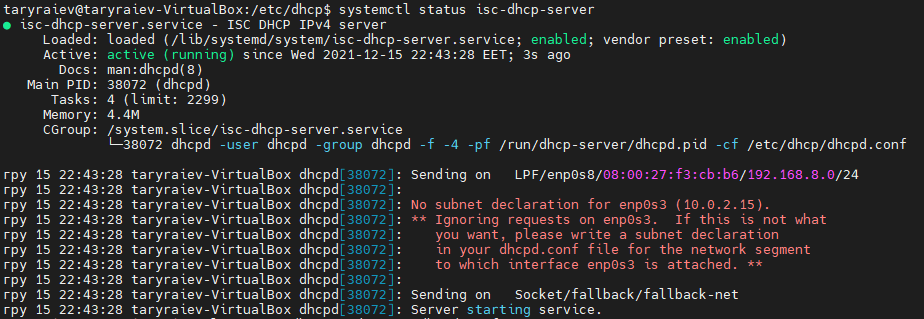 taryraiev@taryraiev-VirtualBox:/etc/dhcp$ systemctl status isc-dhcp-server
● isc-dhcp-server.service - ISC DHCP IPv4 server
     Loaded: loaded (/lib/systemd/system/isc-dhcp-server.service; enabled; vendor preset: enabled)
     Active: active (running) since Wed 2021-12-15 22:43:28 EET; 3s ago
       Docs: man:dhcpd(8)
   Main PID: 38072 (dhcpd)
      Tasks: 4 (limit: 2299)
     Memory: 4.4M
     CGroup: /system.slice/isc-dhcp-server.service
             └─38072 dhcpd -user dhcpd -group dhcpd -f -4 -pf /run/dhcp-server/dhcpd.pid -cf /etc/dhcp/dhcpd.conf
гру 15 22:43:28 taryraiev-VirtualBox dhcpd[38072]: Sending on   LPF/enp0s8/08:00:27:f3:cb:b6/192.168.8.0/24
гру 15 22:43:28 taryraiev-VirtualBox dhcpd[38072]:
гру 15 22:43:28 taryraiev-VirtualBox dhcpd[38072]: No subnet declaration for enp0s3 (10.0.2.15).
гру 15 22:43:28 taryraiev-VirtualBox dhcpd[38072]: ** Ignoring requests on enp0s3.  If this is not what
гру 15 22:43:28 taryraiev-VirtualBox dhcpd[38072]:    you want, please write a subnet declaration
гру 15 22:43:28 taryraiev-VirtualBox dhcpd[38072]:    in your dhcpd.conf file for the network segment
гру 15 22:43:28 taryraiev-VirtualBox dhcpd[38072]:    to which interface enp0s3 is attached. **
гру 15 22:43:28 taryraiev-VirtualBox dhcpd[38072]:
гру 15 22:43:28 taryraiev-VirtualBox dhcpd[38072]: Sending on   Socket/fallback/fallback-net
гру 15 22:43:28 taryraiev-VirtualBox dhcpd[38072]: Server starting service.